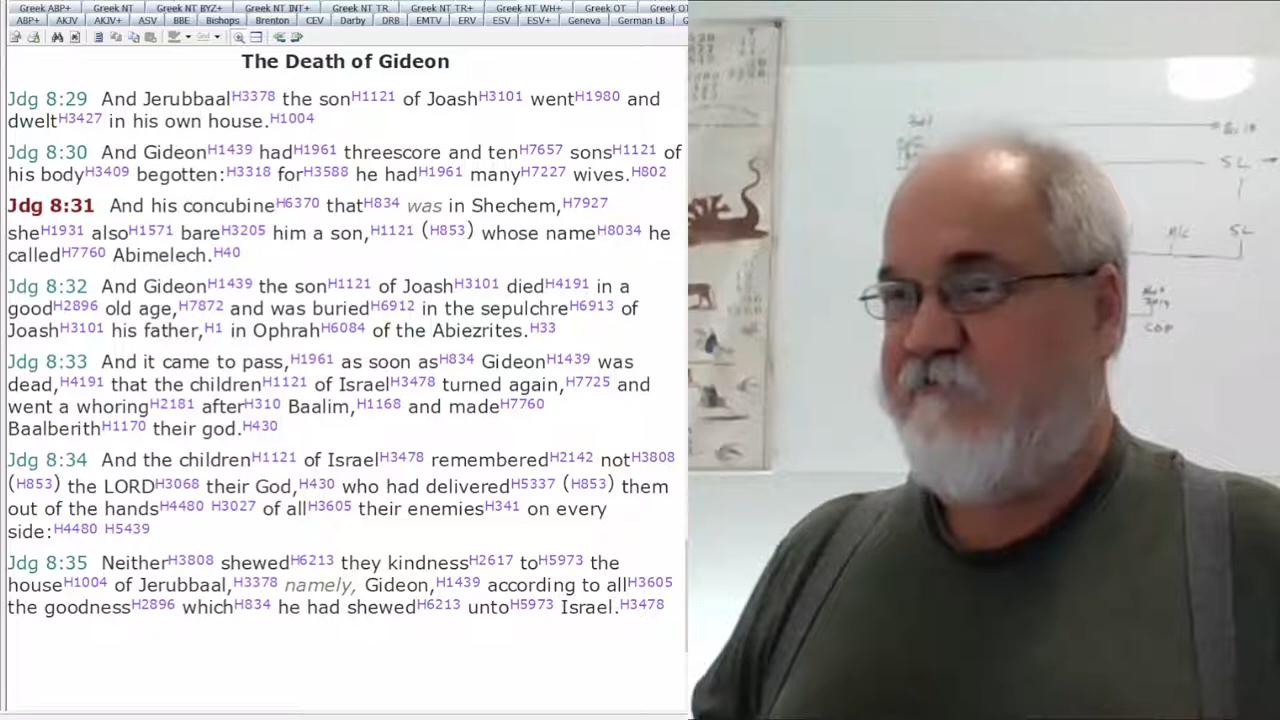 Greek ABP+ Greek NT Greek NT BYZ+ Greek NT INT+ Greek NT TR Greek NT TR+ Greek NT WH+ Greek OT Greek OT
ABP+ AKJV AKJV+ ASV BBE Bishops Brenton CEV Darby DRB EMTV ERV ESV ESV+ Geneva German LB G
The Death of Gideon
Jdg 8:29 And JerubbaalH3378 the sonH1121 of JoashH3101 wentH1980 and
dweltH3427 in his own house.H1004
Jdg 8:30 And GideonH1439 hadH1961 threescore and tenH7657 sonsH1121 of
his bodyH3409 begotten:H3318 forH3588 he hadH1961 manyH7227 wives.H802
Jdg 8:31 And his concubineH6370 thatH834 was in Shechem,H7927
sheH1931 alsoH1571 bareH3205 him a son,H1121 (H853) whose nameH8034 he
calledH7760 Abimelech.H40
Jdg 8:32 And GideonH1439 the sonH1121 of JoashH3101 diedH4191 in a
goodH2896 old age,H7872 and was buriedH6912 in the sepulchreH6913 of
JoashH3101 his father,H1 in OphrahH6084 of the Abiezrites.H33
Jdg 8:33 And it came to pass,H1961 as soon asH834 GideonH1439 was
dead,H4191 that the childrenH1121 of IsraelH3478 turned again,H7725 and
went a whoringH2181 afterH310 Baalim,H1168 and madeH7760
BaalberithH1170 their god.H430
Jdg 8:34 And the childrenH1121 of IsraelH3478 rememberedH2142 notH3808
(H853) the LORDH3068 their God,H430 who had deliveredH5337 (H853) them
out of the handsH4480 H3027 of allH3605 their enemiesH341 on every
side:H4480 H5439
Jdg 8:35 NeitherH3808 shewedH6213 they kindnessH2617 toH5973 the
houseH1004 of Jerubbaal,H3378 namely, Gideon,H1439 according to allH3605
the goodnessH2896 whichH834 he had shewedH6213 untoH5973 Israel.H3478
SL
SL